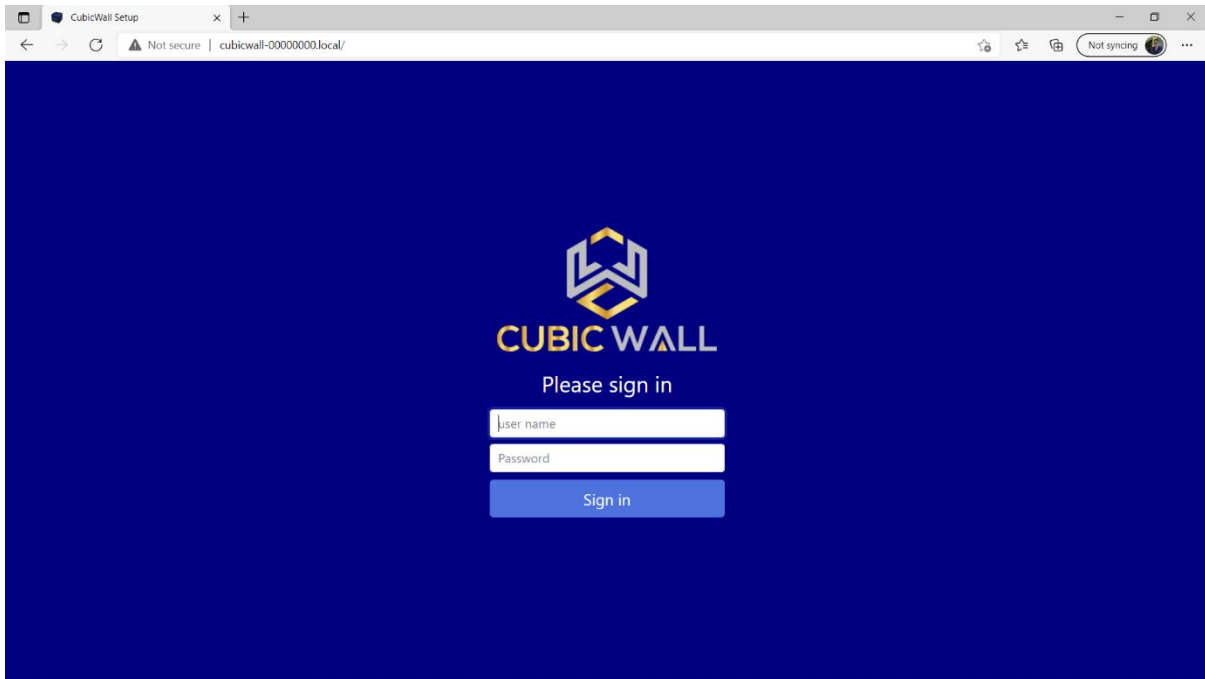 CubicWall Setup
Not secure | cubicwall-00000000.local/
Not syncing
CUBIC WALL
Please sign in
user name
Password
Sign in